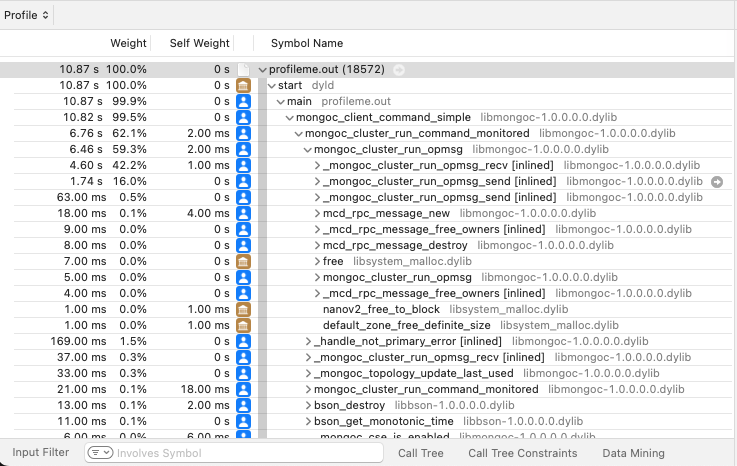 Profile
Weight Self Weight Symbol Name
10.87 s 100.0% 0 s profileme.out (18572)
10.87 s 100.0% 0 s start dyld
10.87 s 99.9% 0 s main profileme.out
10.82 s 99.5% 0 s mongoc_client_command_simple libmongoc-1.0.0.0.0.dylib
6.76 s 62.1% 2.00 ms mongoc_cluster_run_command_monitored libmongoc-1.0.0.0.0.dylib
6.46 s 59.3% 2.00 ms mongoc_cluster_run_opmsg libmongoc-1.0.0.0.0.dylib
4.60 s 42.2% 1.00 ms _mongoc_cluster_run_opmsg_recv [inlined] libmongoc-1.0.0.0.0.dylib
1.74 s 16.0% 0 s _mongoc_cluster_run_opmsg_send [inlined] libmongoc-1.0.0.0.0.dylib
63.00 ms 0.5% 0 s _mongoc_cluster_run_opmsg_send [inlined] libmongoc-1.0.0.0.0.dylib
18.00 ms 0.1% 4.00 ms mcd_rpc_message_new libmongoc-1.0.0.0.0.dylib
9.00 ms 0.0% 0 s _mcd_rpc_message_free_owners [inlined] libmongoc-1.0.0.0.0.dylib
8.00 ms 0.0% 0 s mcd_rpc_message_destroy libmongoc-1.0.0.0.0.dylib
7.00 ms 0.0% 0 s free libsystem_malloc.dylib
5.00 ms 0.0% 0 s mongoc_cluster_run_opmsg libmongoc-1.0.0.0.0.dylib
4.00 ms 0.0% 0 s _mcd_rpc_message_free_owners [inlined] libmongoc-1.0.0.0.0.dylib
1.00 ms 0.0% 1.00 ms nanov2_free_to_block libsystem_malloc.dylib
1.00 ms 0.0% 1.00 ms default_zone_free_definite_size libsystem_malloc.dylib
169.00 ms 1.5% 0 s _handle_not_primary_error [inlined] libmongoc-1.0.0.0.0.dylib
37.00 ms 0.3% 0 s _mongoc_cluster_run_opmsg_recv [inlined] libmongoc-1.0.0.0.0.dylib
33.00 ms 0.3% 0 s _mongoc_topology_update_last_used libmongoc-1.0.0.0.0.dylib
21.00 ms 0.1% 18.00 ms mongoc_cluster_run_command_monitored libmongoc-1.0.0.0.0.dylib
13.00 ms 0.1% 2.00 ms bson_destroy libbson-1.0.0.0.0.dylib
11.00 ms 0.1% 0 s bson_get_monotonic_time libbson-1.0.0.0.0.dylib
6.00 ms 0.0% 6.00 ms _mongoc_cse_is_enabled libmongoc-1.0.0.0.0.dylib
Input Filter Involves Symbol Call Tree Call Tree Constraints Data Mining